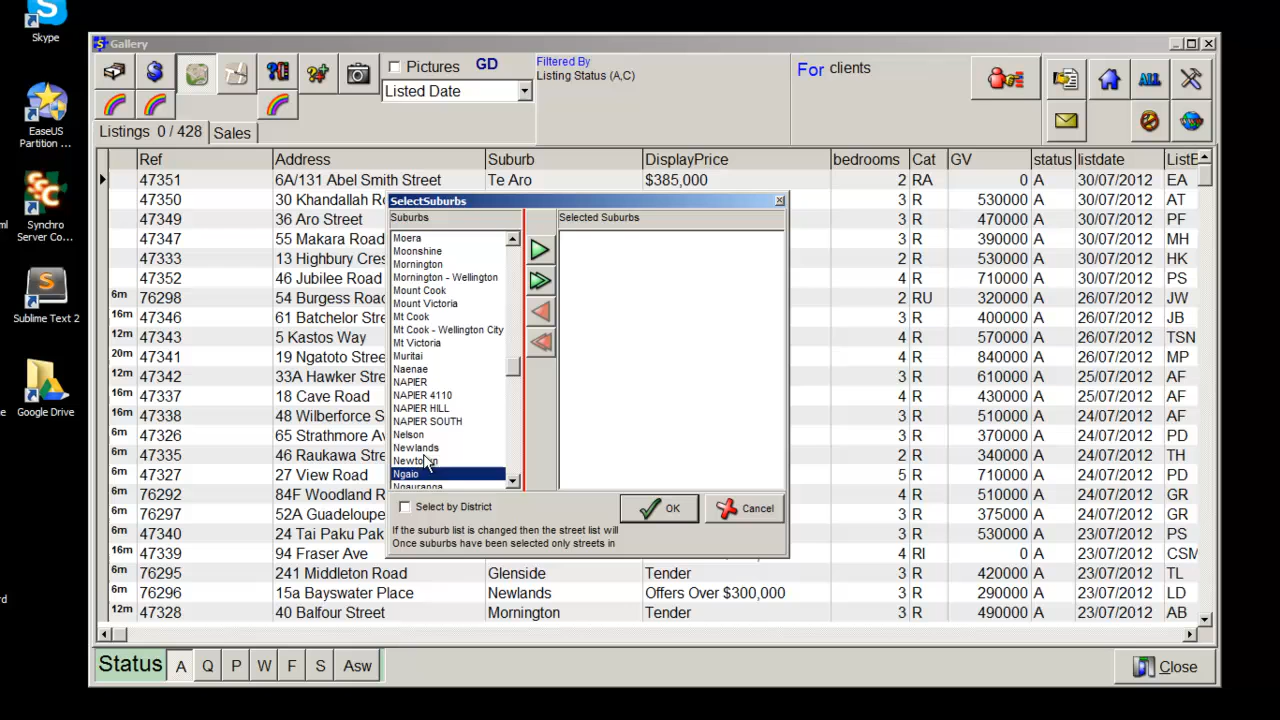 Skype
EaseUS
Partition ...
Synchro
Server Co...
Sublime Text 2
Google Drive
Gallery
Pictures
GD
Listed Date
Filtered By
Listing Status (A,C)
For clients
ALL
Listings 0 / 428
Sales
Ref Address Suburb DisplayPrice bedrooms Cat GV status listdate ListE
47351 6A/131 Abel Smith Street Te Aro $385,000 2 RA 0 A 30/07/2012 EA
47350 30 Khandallah R 3 R 530000 A 30/07/2012 AT
47349 36 Aro Street 3 R 470000 A 30/07/2012 PF
47347 55 Makara Road 3 R 390000 A 30/07/2012 MH
47333 13 Highbury Cres 2 R 530000 A 30/07/2012 HK
47352 46 Jubilee Road 4 R 710000 A 30/07/2012 PS
6m 76298 54 Burgess Roa 2 RU 320000 A 26/07/2012 JW
16m 47346 61 Batchelor Stre 2 R 260000 A 26/07/2012 JB
12m 47343 5 Kastos Way 4 R 570000 A 26/07/2012 TSN
20m 47341 19 Ngatoto Stree 4 R 840000 A 26/07/2012 MP
12m 47342 33A Hawker Stre 3 R 610000 A 25/07/2012 AF
16m 47337 18 Cave Road 4 R 430000 A 25/07/2012 AF
16m 47338 48 Wilberforce S 3 R 510000 A 24/07/2012 AF
6m 47326 65 Strathmore Av 3 R 370000 A 24/07/2012 PD
6m 47335 46 Raukawa Stre 2 R 340000 A 24/07/2012 TH
6m 47327 27 View Road 5 R 710000 A 24/07/2012 PD
6m 76292 84F Woodland R 4 R 510000 A 24/07/2012 GR
6m 76297 52A Guadeloupe 3 R 375000 A 24/07/2012 GR
6m 47340 24 Tai Paku Pak 3 R 530000 A 23/07/2012 PS
16m 47339 94 Fraser Ave 4 RI 0 A 23/07/2012 CSM
6m 76295 241 Middleton Road Glenside Tender 3 R 420000 A 23/07/2012 TL
6m 76296 15a Bayswater Place Newlands Offers Over $300,000 3 R 290000 A 23/07/2012 LD
12m 47328 40 Balfour Street Mornington Tender 3 R 490000 A 23/07/2012 AB
SelectSuburbs
Suburbs
Selected Suburbs
Moera
Moonshine
Mornington
Mornington - Wellington
Mount Cook
Mount Victoria
Mt Cook
Mt Cook - Wellington City
Mt Victoria
Muritai
Naenae
NAPIER
NAPIER 4110
NAPIER HILL
NAPIER SOUTH
Nelson
Newlands
Newtown
Ngaio
Ngauranga
Select by District
OK
Cancel
If the suburb list is changed then the street list will
Once suburbs have been selected only streets in
Status A Q P W F S Asw
Close